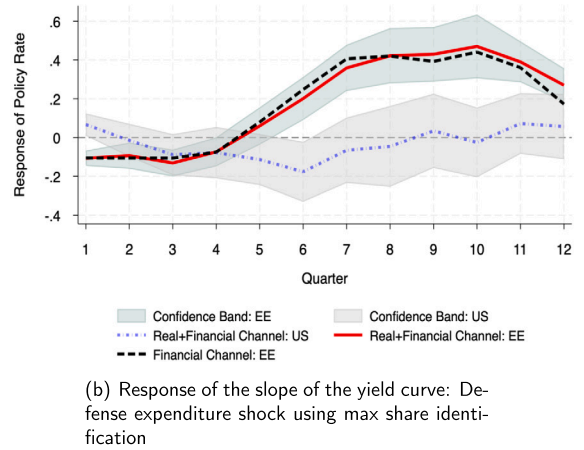 Response of Policy Rate
.6
.4
.2
0
-.2
-.4
1 2 3 4 5 6 7 8 9 10 11 12
Quarter
Confidence Band: EE Confidence Band: US
Real+Financial Channel: US Real+Financial Channel: EE
Financial Channel: EE
(b) Response of the slope of the yield curve: De-
fense expenditure shock using max share identi-
fication